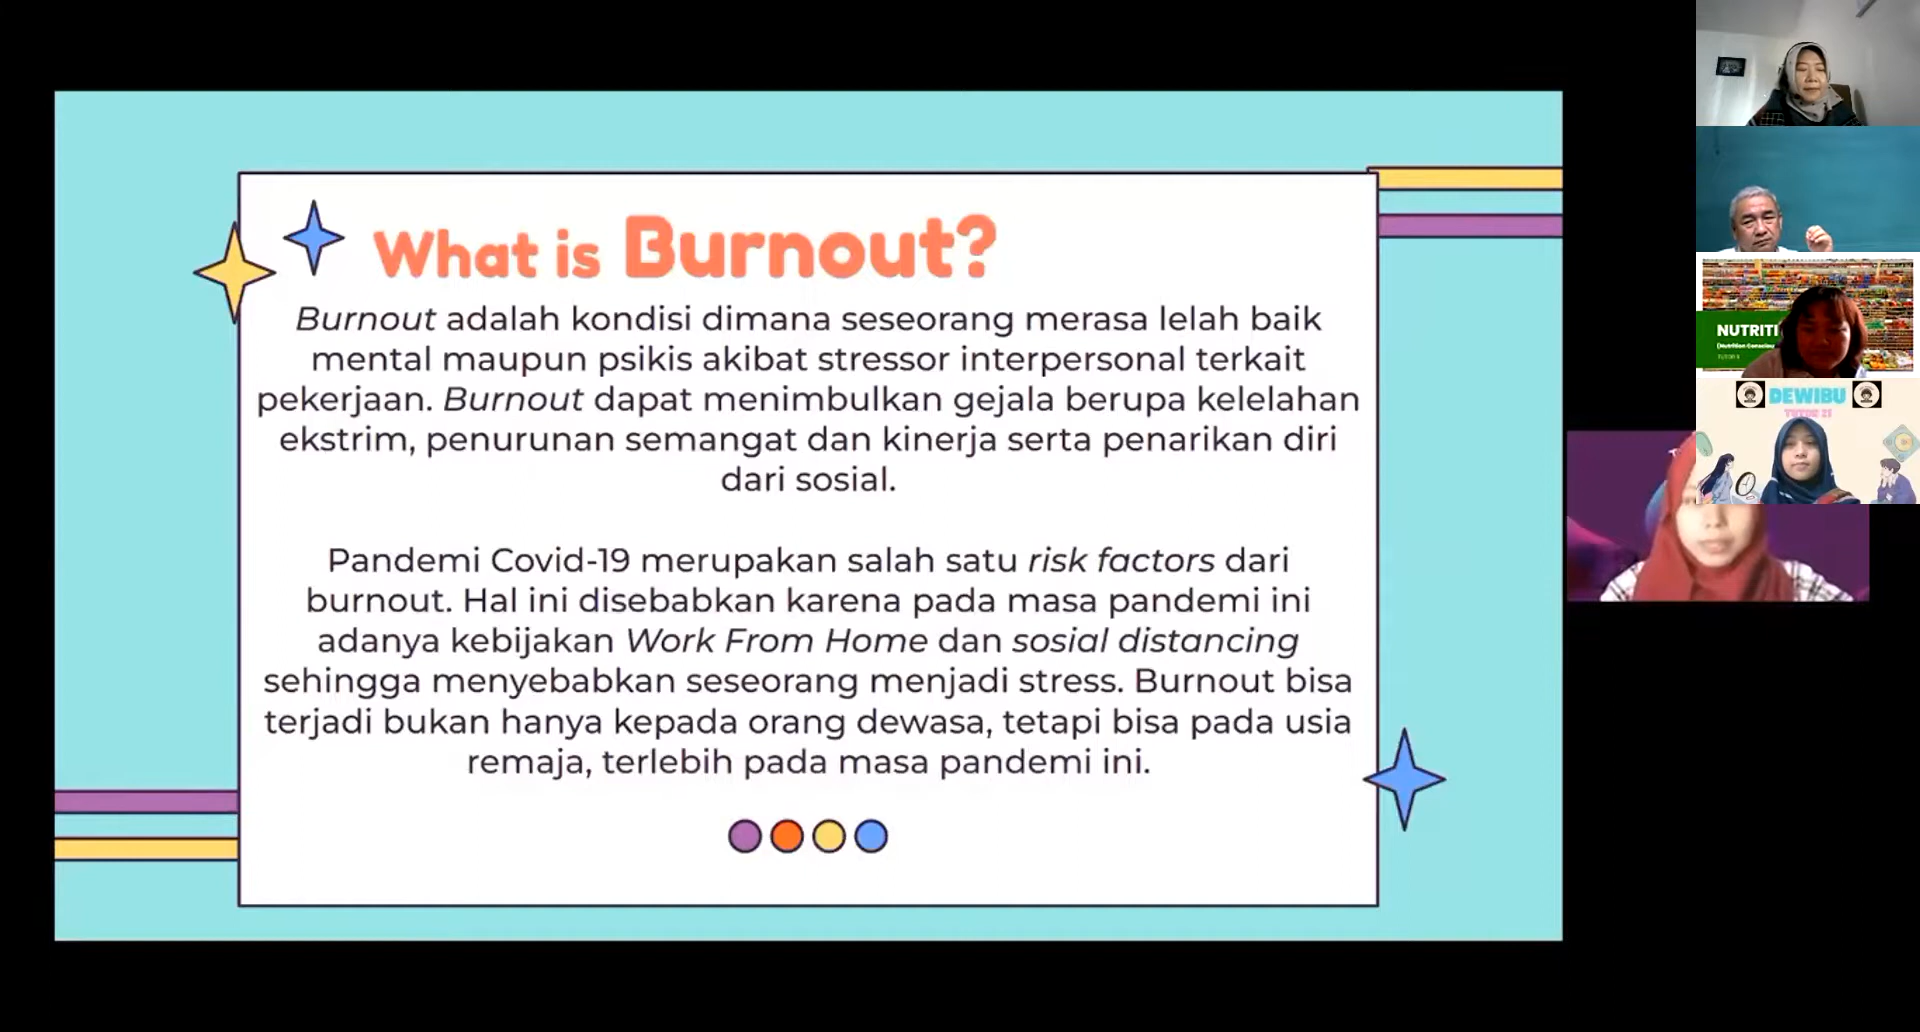 What is Burnout?
Burnout adalah kondisi dimana seseorang merasa lelah baik
mental maupun psikis akibat stressor interpersonal terkait
pekerjaan. Burnout dapat menimbulkan gejala berupa kelelahan
ekstrim, penurunan semangat dan kinerja serta penarikan diri
dari sosial.
Pandemi Covid-19 merupakan salah satu risk factors dari
burnout. Hal ini disebabkan karena pada masa pandemi ini
adanya kebijakan Work From Home dan sosial distancing
sehingga menyebabkan seseorang menjadi stress. Burnout bisa
terjadi bukan hanya kepada orang dewasa, tetapi bisa pada usia
remaja, terlebih pada masa pandemi ini.
NUTRITI
(Nutrition Consciou
DEWIBU
TUTOR 21